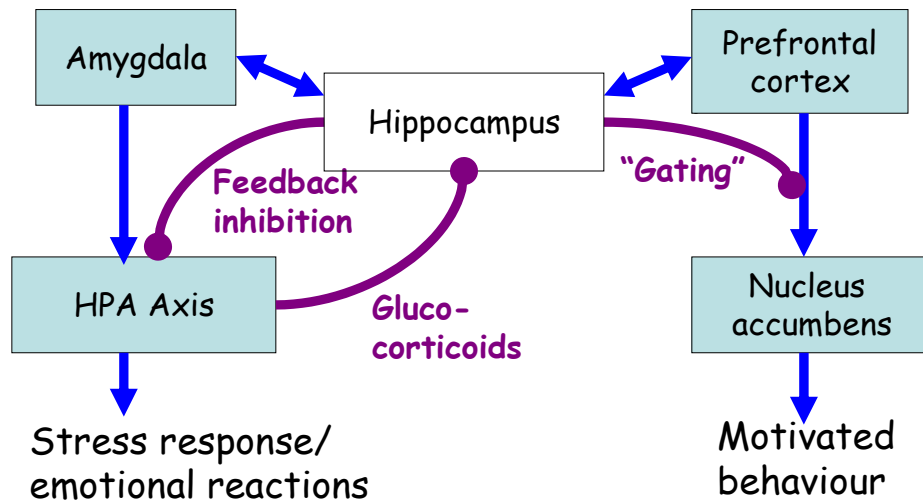 Amygdala
Prefrontal
cortex
Hippocampus
Feedback
inhibition
“Gating”
HPA Axis
Gluco-
corticoids
Nucleus
accumbens
Stress response/
emotional reactions
Motivated
behaviour